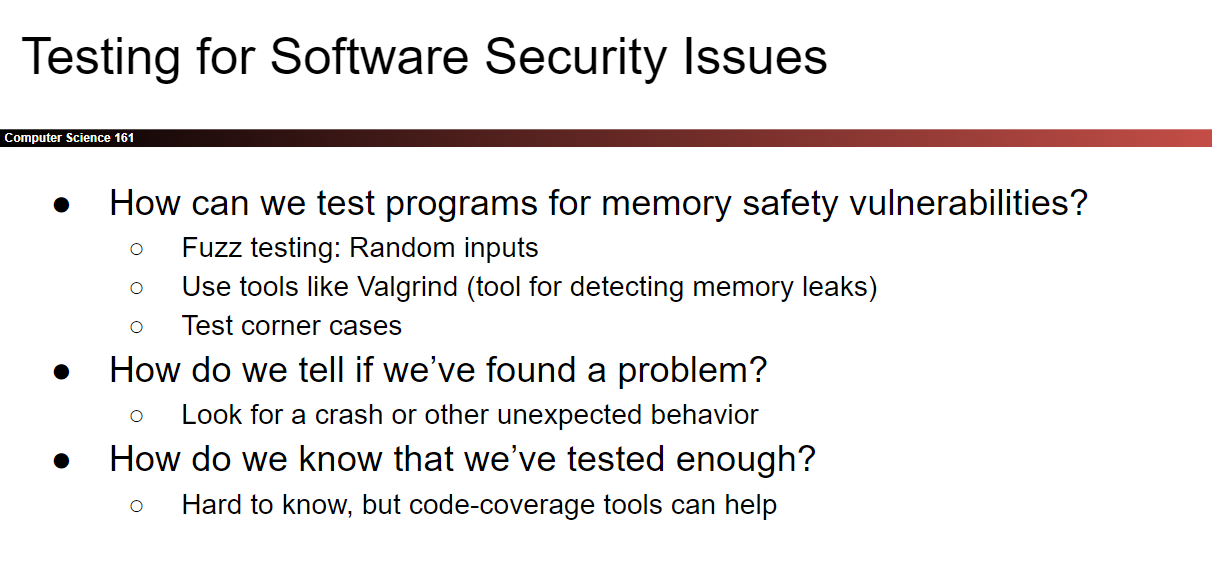 Testing for Software Security Issues
Computer Science 161
● How can we test programs for memory safety vulnerabilities?
○ Fuzz testing: Random inputs
○ Use tools like Valgrind (tool for detecting memory leaks)
○ Test corner cases
● How do we tell if we’ve found a problem?
○ Look for a crash or other unexpected behavior
● How do we know that we’ve tested enough?
○ Hard to know, but code-coverage tools can help